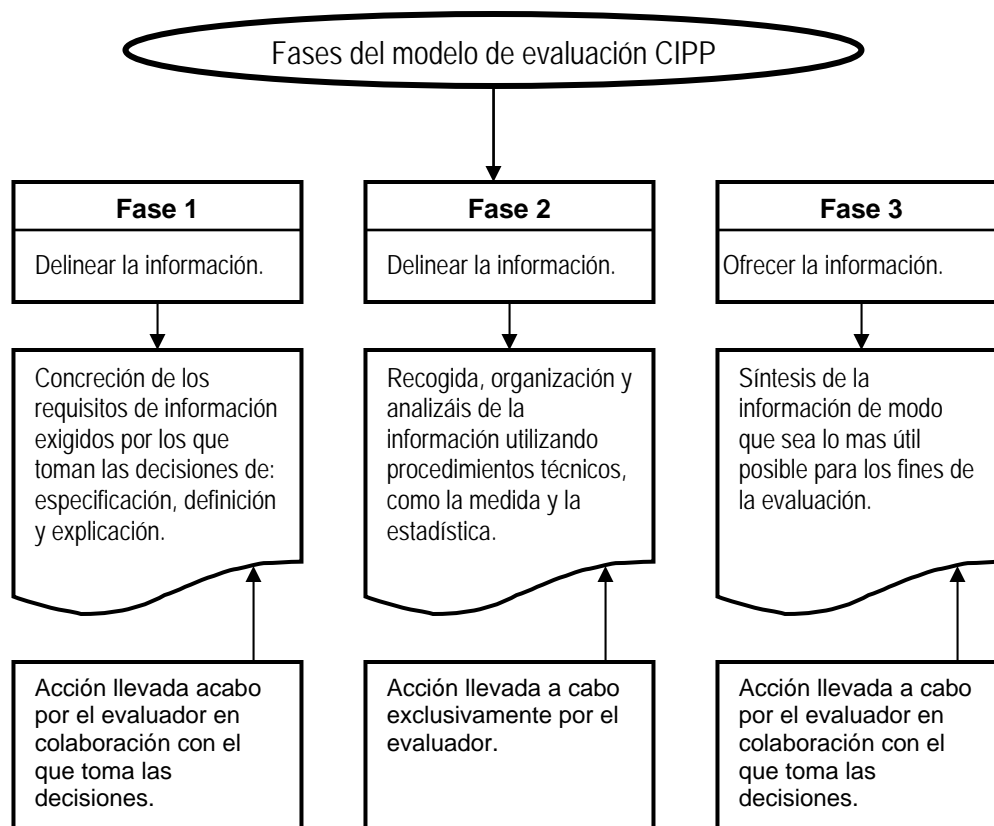 Fases del modelo de evaluación CIPP
Fase 1
Delinear la información.
Concreción de los
requisitos de información
exigidos por los que
toman las decisiones de:
especificación, definición
y explicación.
Acción llevada acabo
por el evaluador en
colaboración con el
que toma las
decisiones.
Fase 2
Delinear la información.
Recogida, organización y
analizáis de la
información utilizando
procedimientos técnicos,
como la medida y la
estadística.
Acción llevada a cabo
exclusivamente por el
evaluador.
Fase 3
Ofrecer la información.
Síntesis de la
información de modo
que sea lo mas útil
posible para los fines de
la evaluación.
Acción llevada a cabo
por el evaluador en
colaboración con el
que toma las
decisiones.